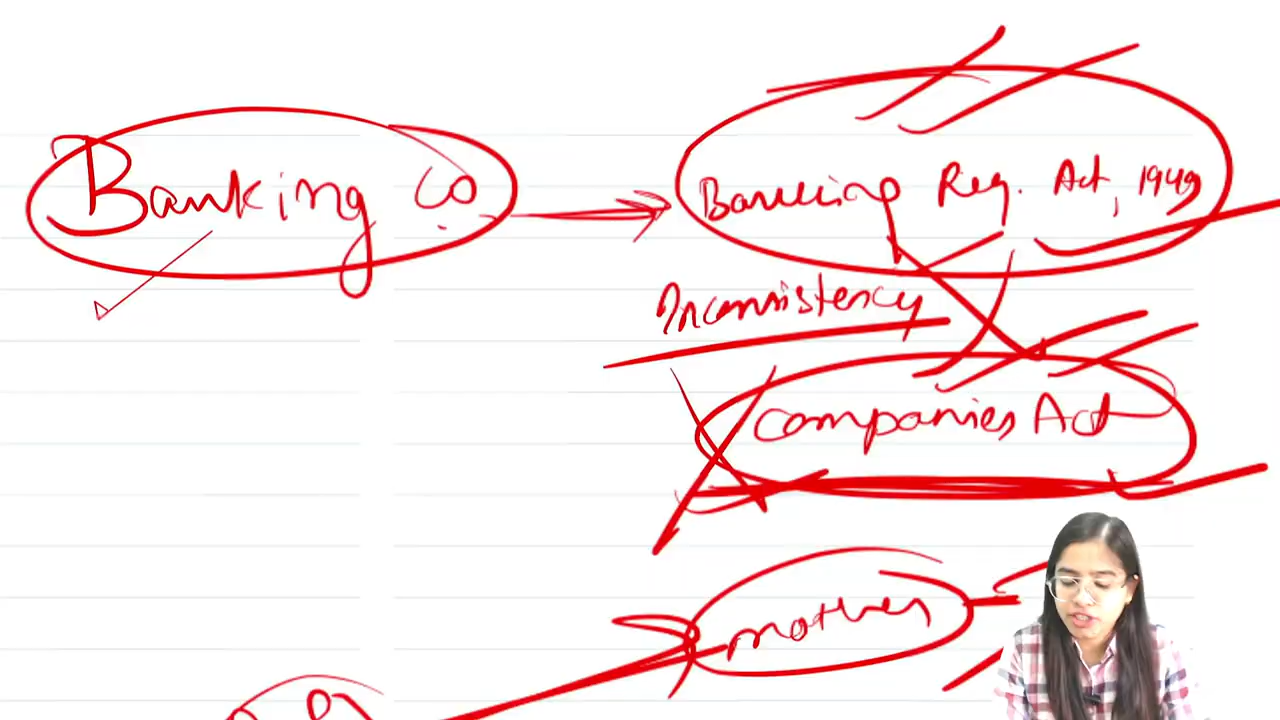 Banking Co
Banking Reg. Act, 1949
Inconsistency
Companies Act
mother